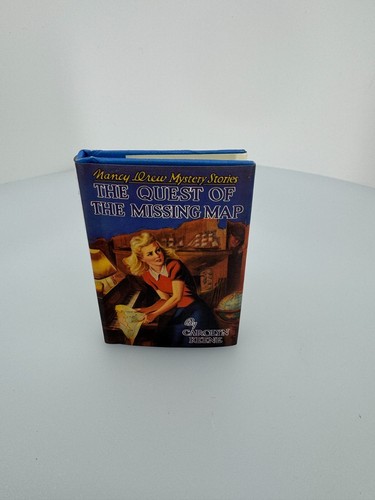 Nancy Drew Mystery Stories
THE QUEST OF
THE MISSING MAP
By
CAROLYN
KEENE